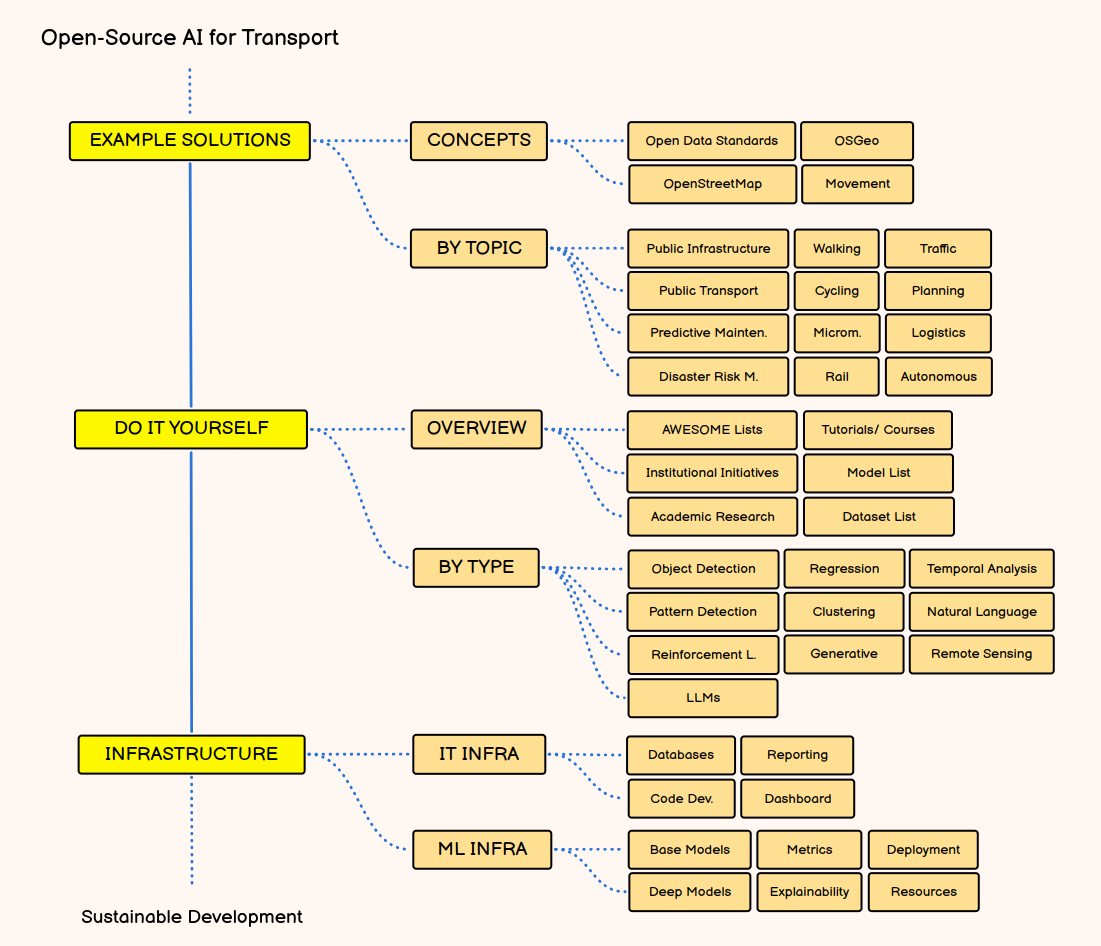 Open-Source AI for Transport
EXAMPLE SOLUTIONS
CONCEPTS
Open Data Standards
OSGeo
OpenStreetMap
Movement
BY TOPIC
Public Infrastructure
Walking
Traffic
Public Transport
Cycling
Planning
Predictive Mainten.
Microm.
Logistics
Disaster Risk M.
Rail
Autonomous
DO IT YOURSELF
OVERVIEW
AWESOME Lists
Tutorials/ Courses
Institutional Initiatives
Model List
Academic Research
Dataset List
BY TYPE
Object Detection
Regression
Temporal Analysis
Pattern Detection
Clustering
Natural Language
Reinforcement L.
Generative
Remote Sensing
LLMs
INFRASTRUCTURE
IT INFRA
Databases
Reporting
Code Dev.
Dashboard
ML INFRA
Base Models
Metrics
Deployment
Deep Models
Explainability
Resources
Sustainable Development